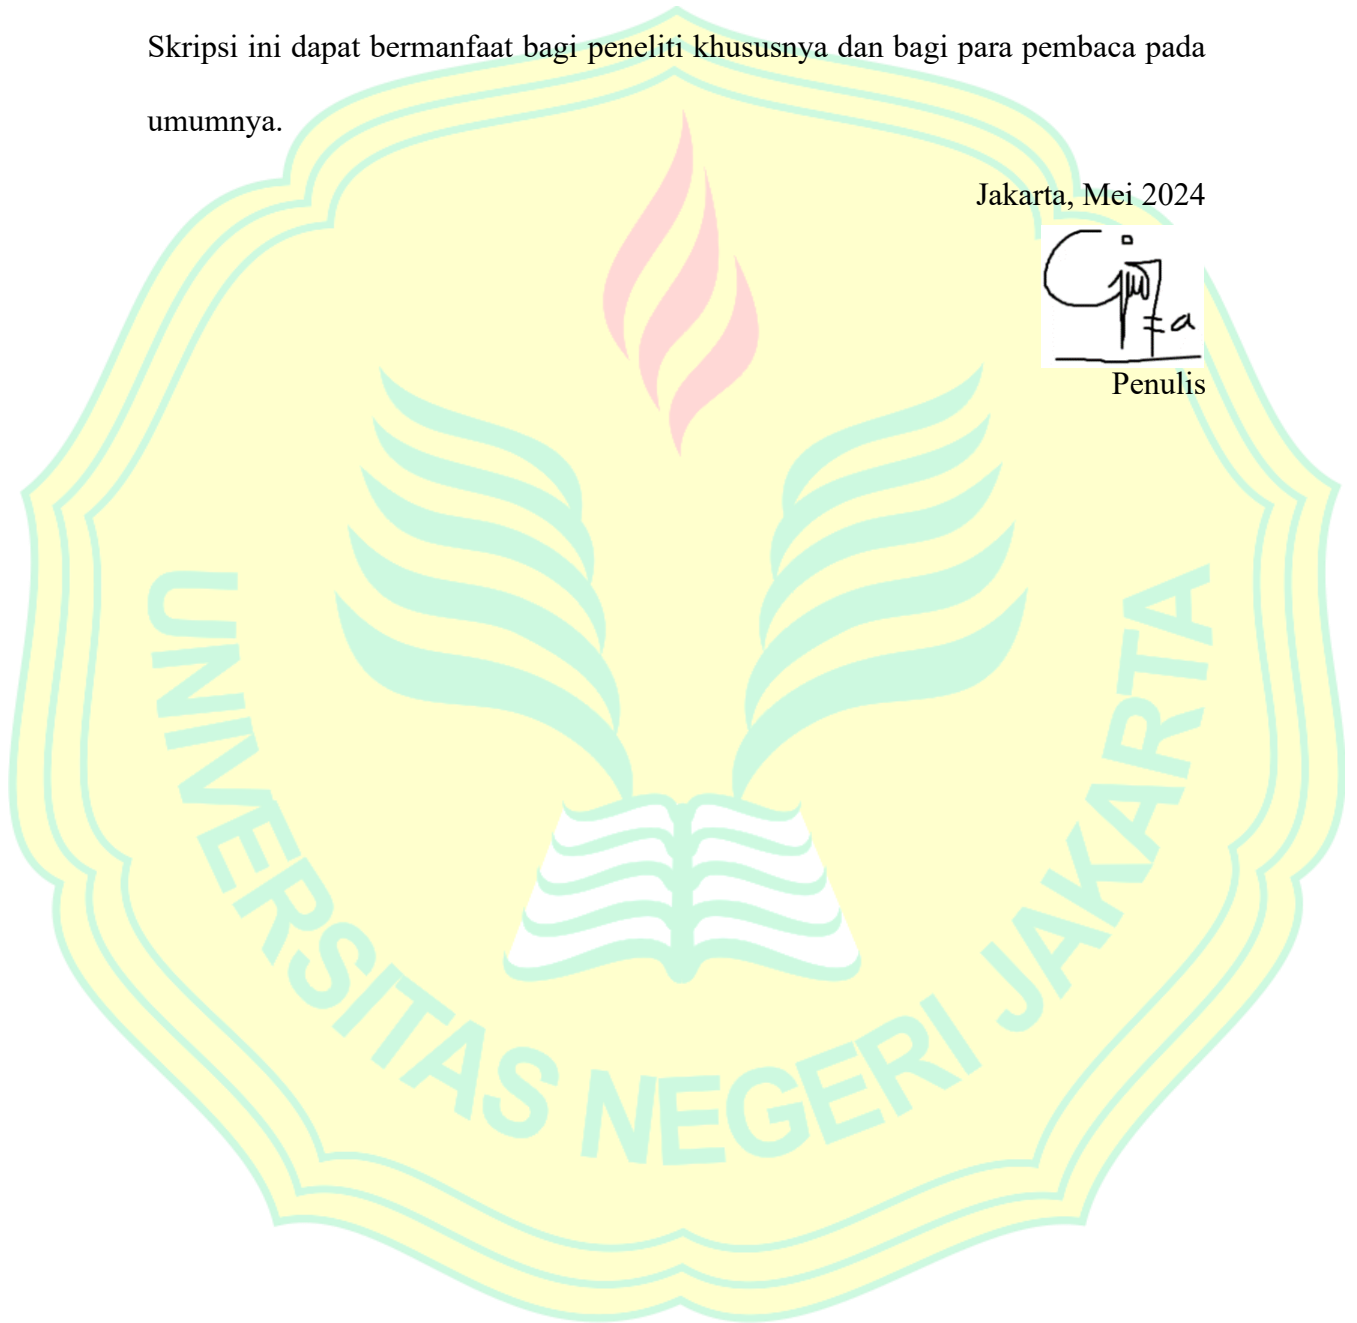 Skripsi ini dapat bermanfaat bagi peneliti khususnya dan bagi para pembaca pada
umumnya.
Jakarta, Mei 2024
Penulis
UNIVERSITAS NEGERI JAKARTA